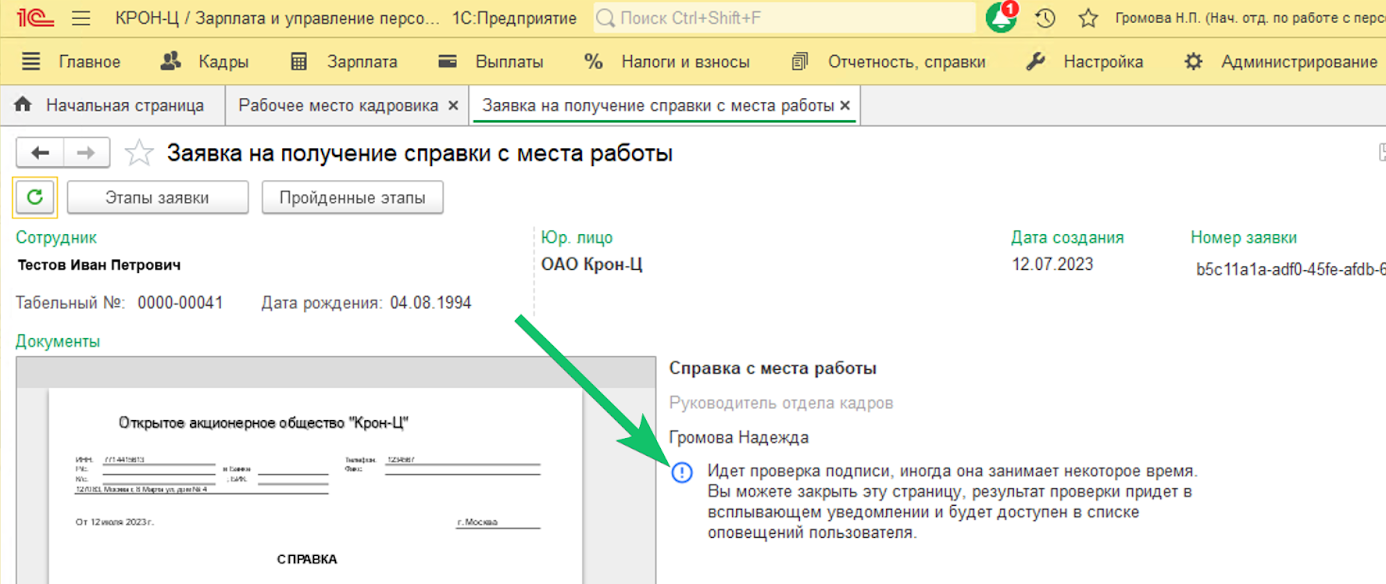 1С КРОН-Ц / Зарплата и управление персо... 1С:Предприятие Поиск Ctrl+Shift+F 1 Громова Н.П. (Нач. отд. по работе с перс
Главное Кадры Зарплата Выплаты % Налоги и взносы Отчетность, справки Настройка Администрирование
Начальная страница Рабочее место кадровика × Заявка на получение справки с места работы ×
Заявка на получение справки с места работы
Этапы заявки Пройденные этапы
Сотрудник Юр. лицо Дата создания Номер заявки
Тестов Иван Петрович ОАО Крон-Ц 12.07.2023 b5c11a1a-adf0-45fe-afdb-6
Табельный №: 0000-00041 Дата рождения: 04.08.1994
Документы
Справка с места работы
Руководитель отдела кадров
Громова Надежда
Идет проверка подписи, иногда она занимает некоторое время.
Вы можете закрыть эту страницу, результат проверки придет в
всплывающем уведомлении и будет доступен в списке
оповещений пользователя.
Открытое акционерное общество "Крон-Ц"
ИНН. 7714415613 Телефон. 1234567
Р/с. в Банке Факс.
К/с. , БИК.
127083, Москва г, 8 Марта ул, дом № 4
От 12 июля 2023 г. г. Москва
СПРАВКА